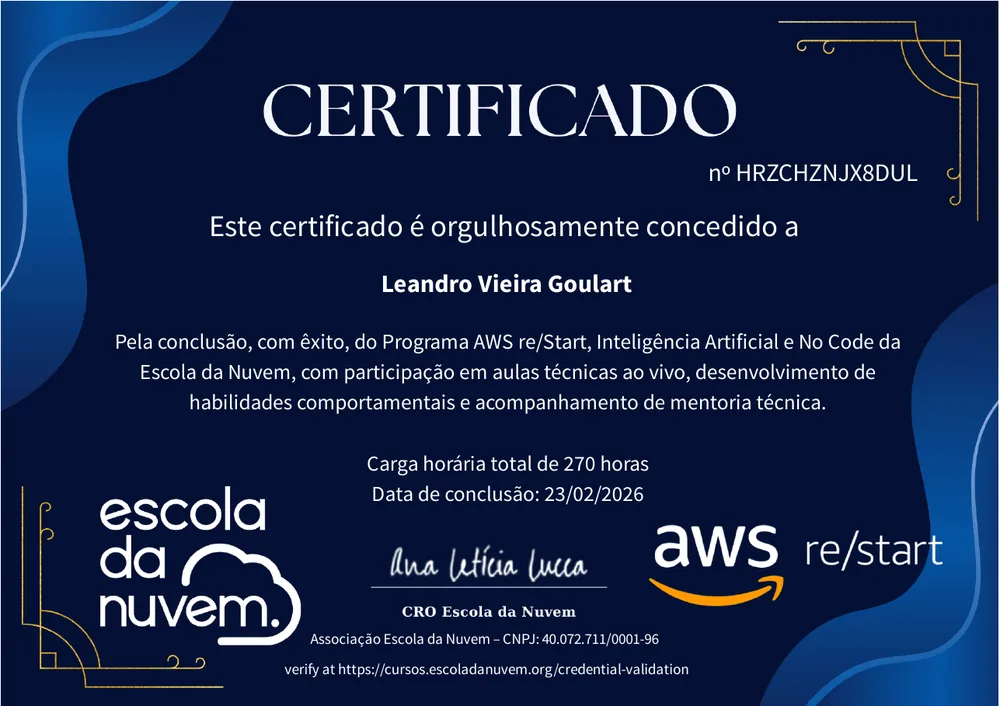 CERTIFICADO
nº HRZCHZNJX8DUL
Este certificado é orgulhosamente concedido a
Leandro Vieira Goulart
Pela conclusão, com êxito, do Programa AWS re/Start, Inteligência Artificial e No Code da
Escola da Nuvem, com participação em aulas técnicas ao vivo, desenvolvimento de
habilidades comportamentais e acompanhamento de mentoria técnica.
Carga horária total de 270 horas
Data de conclusão: 23/02/2026
escola
da
nuvem.
Ana Letícia Lucca
CRO Escola da Nuvem
Associação Escola da Nuvem – CNPJ: 40.072.711/0001-96
verify at https://cursos.escoladanuvem.org/credential-validation
aws re/start